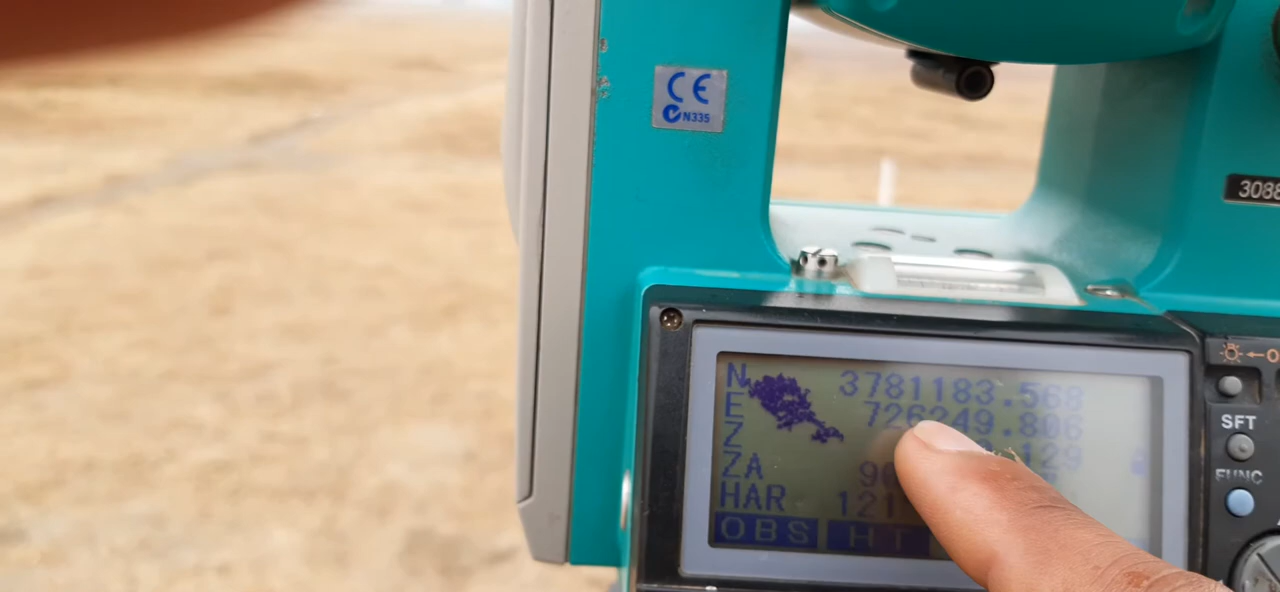 CE
N335
3088
N 3781183.568
E 726249.806
Z .129
ZA 90
HAR 121
OBS HT
SFT
FUNC